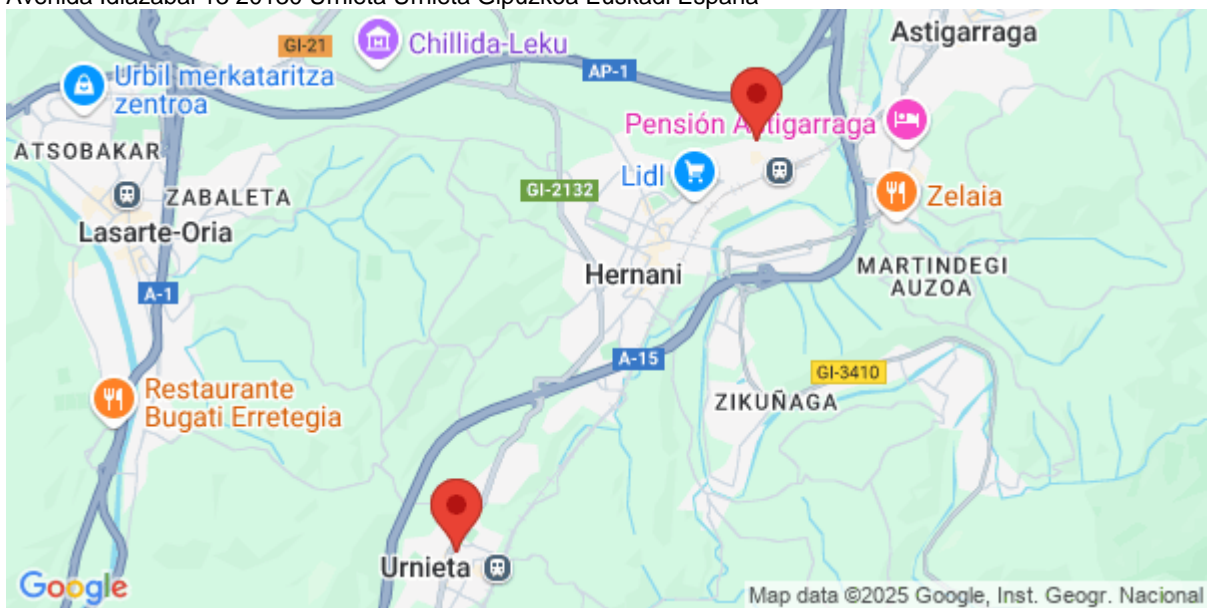 Avenida Idiazabal 13 20130 Urnieta Urnieta Gipuzkoa Euskadi España
Astigarraga
GI-21
Chillida-Leku
Urbil merkataritza
zentroa
AP-1
Pensión Astigarraga
ATSOBAKAR
Lidl
ZABALETA
GI-2132
Zelaia
Lasarte-Oria
Hernani
MARTINDEGI
AUZOA
A-1
A-15
GI-3410
Restaurante
Bugati Erretegia
ZIKUÑAGA
Urnieta
Google
Map data ©2025 Google, Inst. Geogr. Nacional